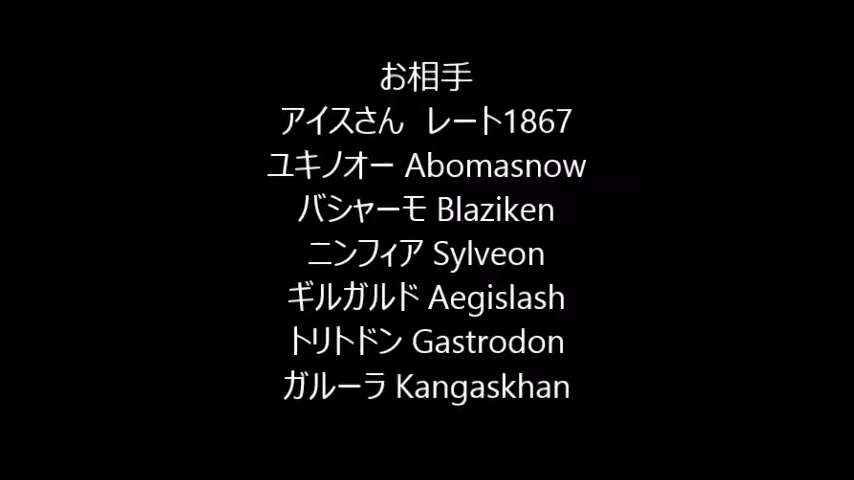 お相手
アイスさん　レート1867
ユキノオー Abomasnow
バシャーモ Blaziken
ニンフィア Sylveon
ギルガルド Aegislash
トリトドン Gastrodon
ガルーラ Kangaskhan